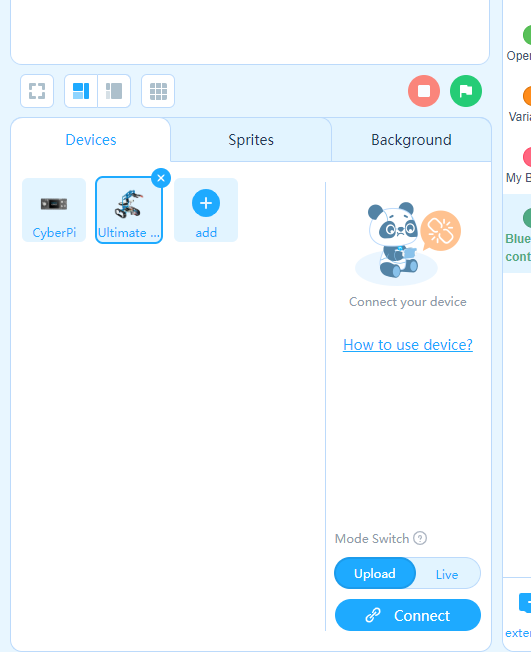 Devices
Sprites
Background
CyberPi
Ultimate ...
add
Connect your device
How to use device?
Mode Switch ?
Upload
Live
Connect
Oper
Varia
My B
Blue
cont
exter